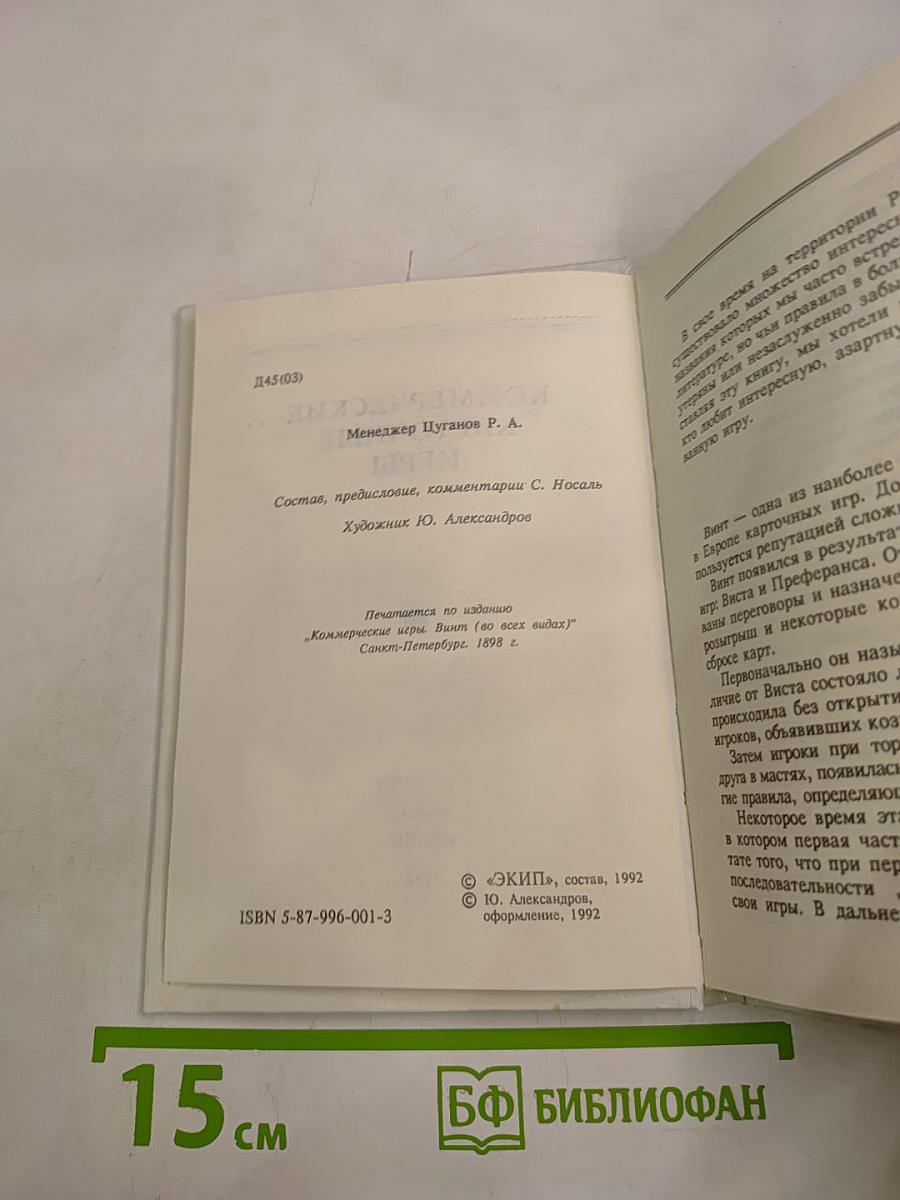 Д45(03)
Менеджер Цуганов Р. А.
Состав, предисловие, комментарии С. Носаль
Художник Ю. Александров
Печатается по изданию
„Коммерческие игры. Винт (во всех видах)"
Санкт-Петербург. 1898 г.
© «ЭКИП», состав, 1992
© Ю. Александров,
оформление, 1992
ISBN 5-87-996-001-3
В свое время на территории Р
существовало множество интересн
названия которых мы часто встре
литературе, но чьи правила в бол
утеряны или незаслуженно забы
ставляя эту книгу, мы хотели
кто любит интересную, азартну
ванную игру.
Винт — одна из наиболее
в Европе карточных игр. До
пользуется репутацией слож
Винт появился в результат
игр: Виста и Преферанса. О
ваны переговоры и назначе
розыгрыш и некоторые ко
сбросе карт.
Первоначально он назы
личие от Виста состояло л
происходила без открыти
игроков, объявивших коз
Затем игроки при тор
друга в мастях, появилась
гие правила, определяющ
Некоторое время эта
в котором первая част
тате того, что при пер
последовательности
свои игры. В дальне
15 см
БФ БИБЛИОФАН